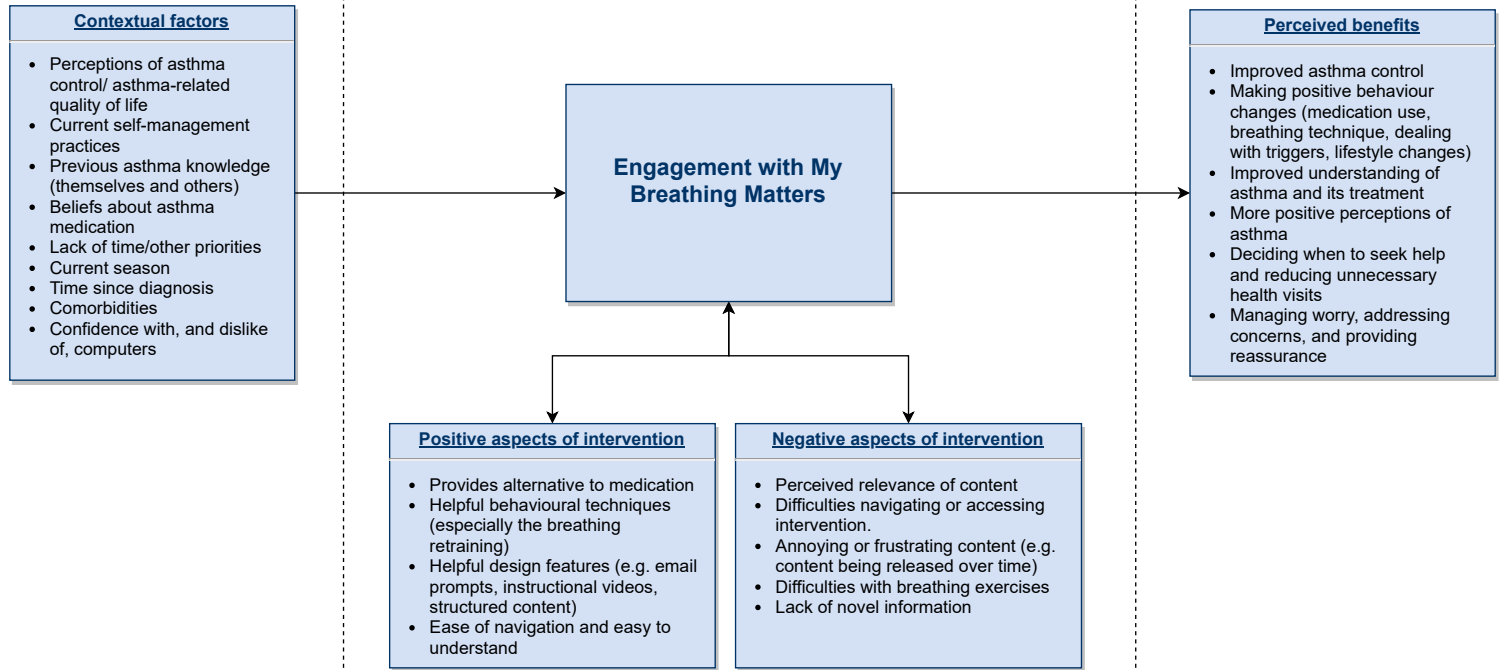 Contextual factors
• Perceptions of asthma
control/ asthma-related
quality of life
• Current self-management
practices
• Previous asthma knowledge
(themselves and others)
• Beliefs about asthma
medication
• Lack of time/other priorities
• Current season
• Time since diagnosis
• Comorbidities
• Confidence with, and dislike
of, computers
Engagement with My
Breathing Matters
Perceived benefits
• Improved asthma control
• Making positive behaviour
changes (medication use,
breathing technique, dealing
with triggers, lifestyle changes)
• Improved understanding of
asthma and its treatment
• More positive perceptions of
asthma
• Deciding when to seek help
and reducing unnecessary
health visits
• Managing worry, addressing
concerns, and providing
reassurance
Positive aspects of intervention
• Provides alternative to medication
• Helpful behavioural techniques
(especially the breathing
retraining)
• Helpful design features (e.g. email
prompts, instructional videos,
structured content)
• Ease of navigation and easy to
understand
Negative aspects of intervention
• Perceived relevance of content
• Difficulties navigating or accessing
intervention.
• Annoying or frustrating content (e.g.
content being released over time)
• Difficulties with breathing exercises
• Lack of novel information